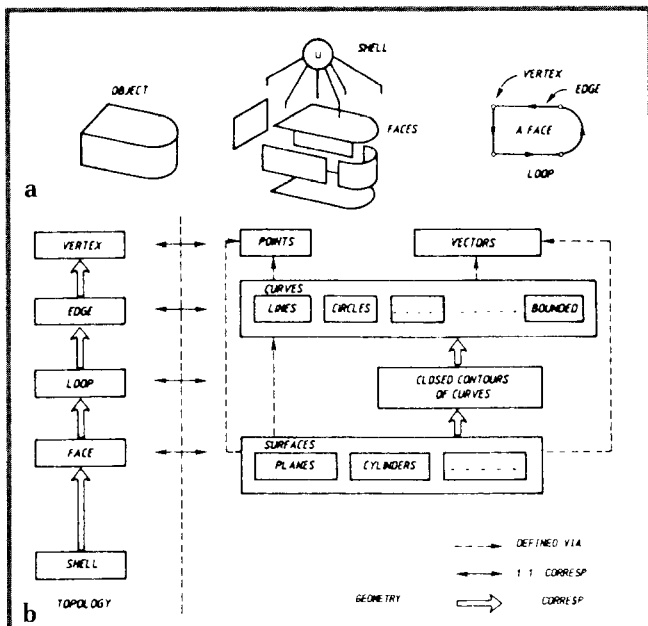 U
SHELL
OBJECT
FACES
VERTEX
EDGE
A FACE
LOOP
a
VERTEX
POINTS
VECTORS
CURVES
EDGE
LINES
CIRCLES
BOUNDED
LOOP
CLOSED CONTOURS
OF CURVES
SURFACES
FACE
PLANES
CYLINDERS
DEFINED VIA
SHELL
1 1 CORRESP
b
TOPOLOGY
GEOMETRY
CORRESP